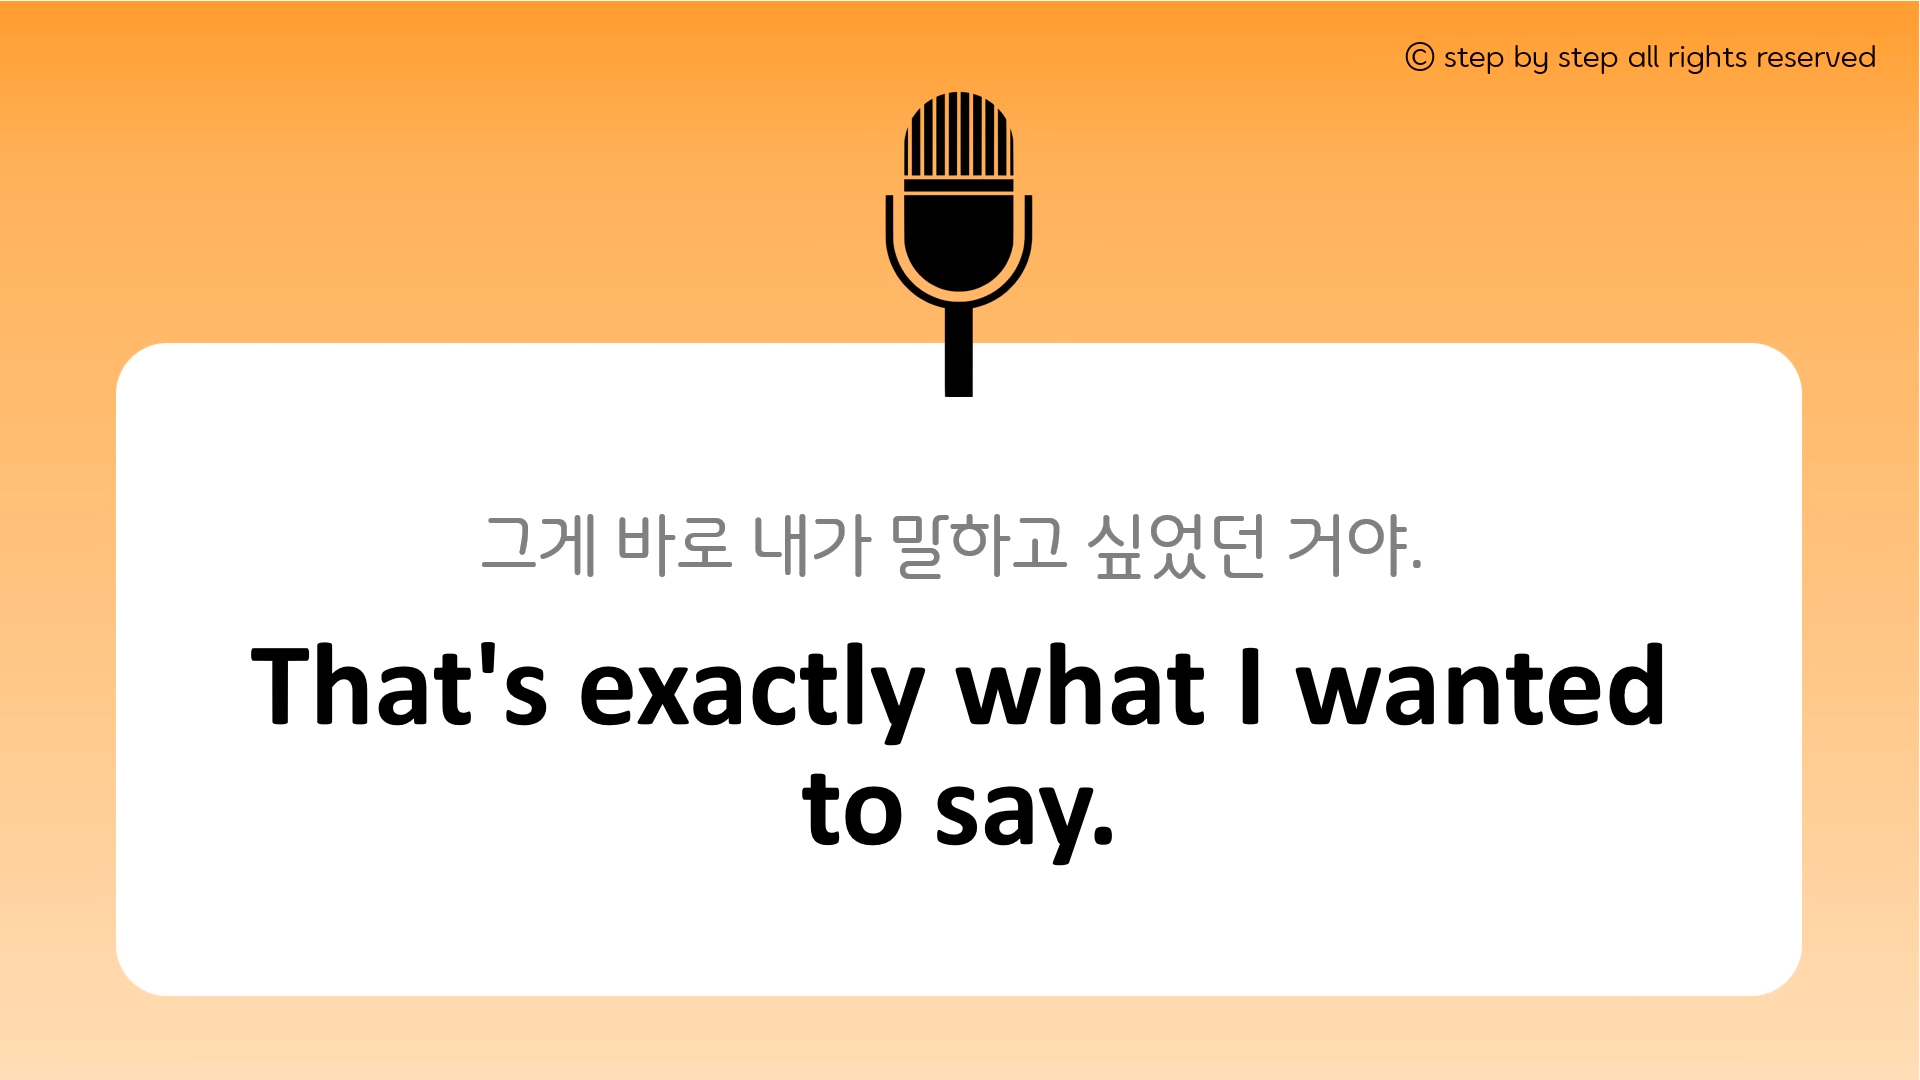 © step by step all rights reserved
그게 바로 내가 말하고 싶었던 거야.
That's exactly what I wanted
to say.